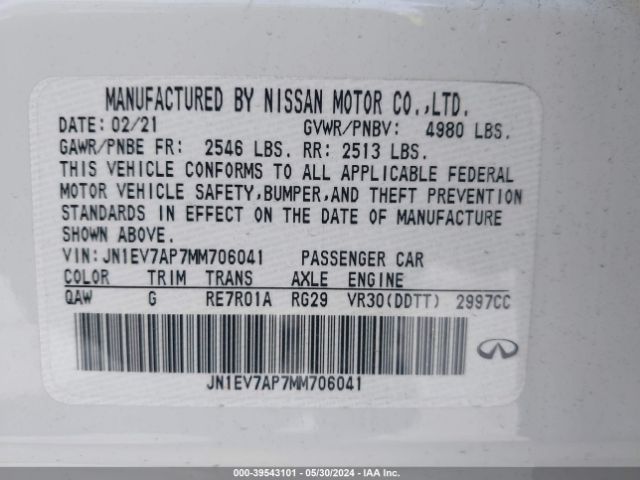 MANUFACTURED BY NISSAN MOTOR CO.,LTD.
DATE: 02/21 GVWR/PNBV: 4980 LBS.
GAWR/PNBE FR: 2546 LBS. RR: 2513 LBS.
THIS VEHICLE CONFORMS TO ALL APPLICABLE FEDERAL
MOTOR VEHICLE SAFETY,BUMPER,AND THEFT PREVENTION
STANDARDS IN EFFECT ON THE DATE OF MANUFACTURE
SHOWN ABOVE.
VIN:JN1EV7AP7MM706041 PASSENGER CAR
COLOR TRIM TRANS AXLE ENGINE
QAW G RE7R01A RG29 VR30(DDTT) 2997CC
JN1EV7AP7MM706041
000-39543101 - 05/30/2024 - IAA Inc.